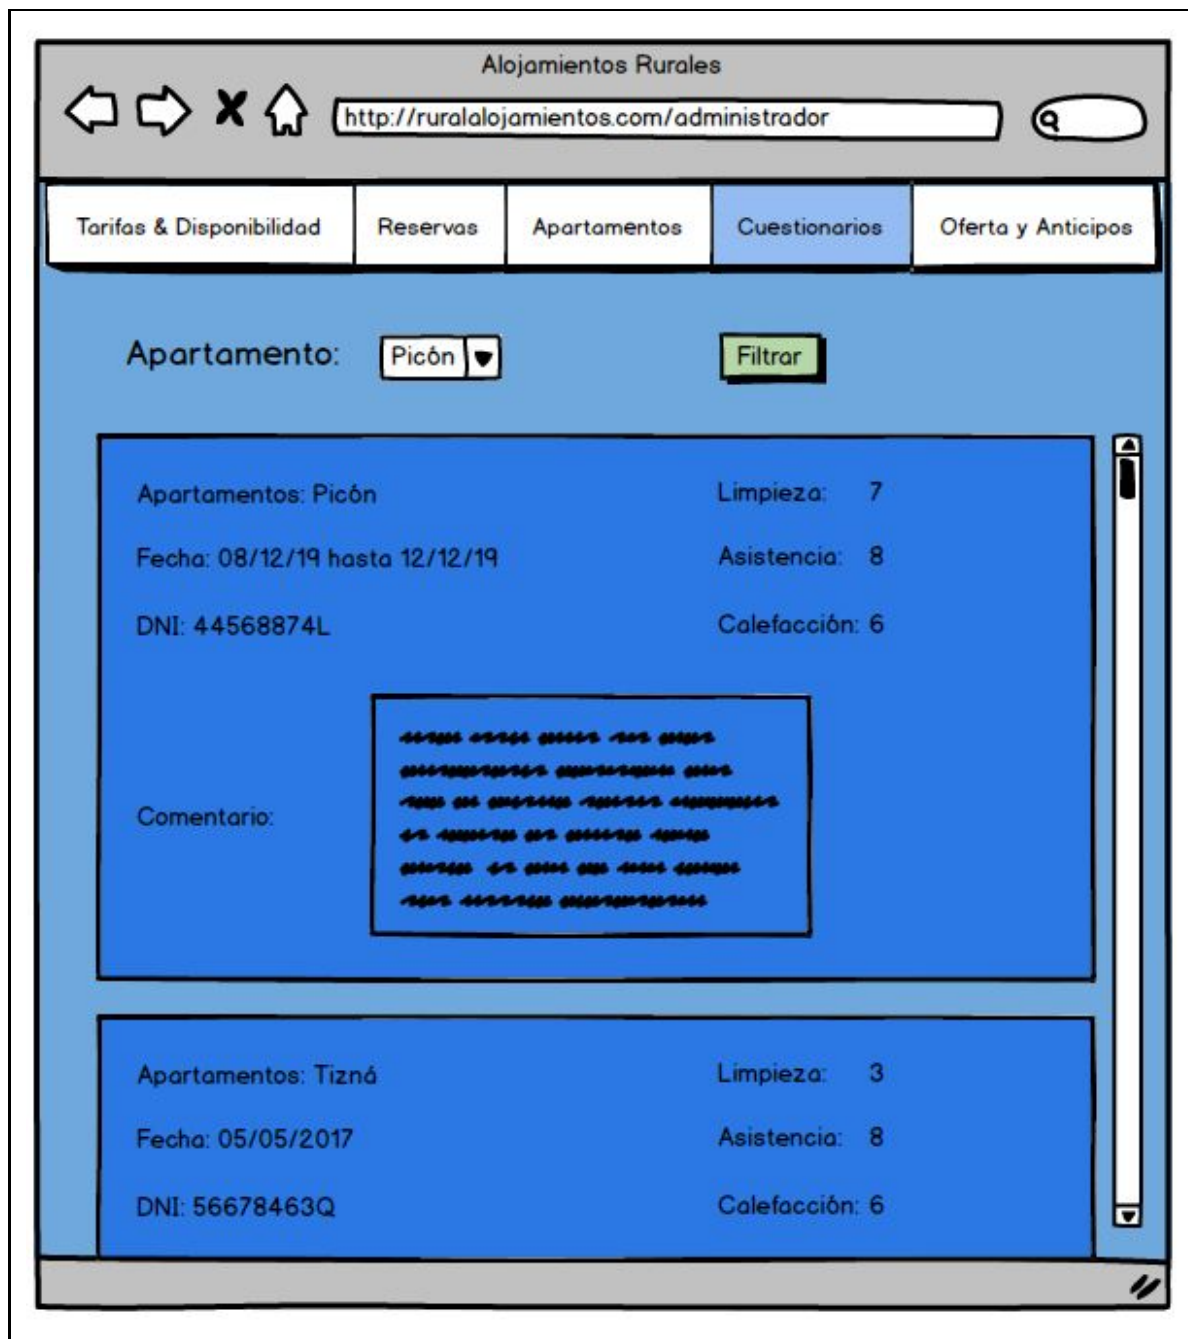 Alojamientos Rurales
http://ruralalojamientos.com/administrador
Tarifas & Disponibilidad Reservas Apartamentos Cuestionarios Oferta y Anticipos
Apartamento: Picón Filtrar
Apartamentos: Picón Limpieza: 7
Fecha: 08/12/19 hasta 12/12/19 Asistencia: 8
DNI: 44568874L Calefacción: 6
Comentario:
Apartamentos: Tizná Limpieza: 3
Fecha: 05/05/2017 Asistencia: 8
DNI: 56678463Q Calefacción: 6